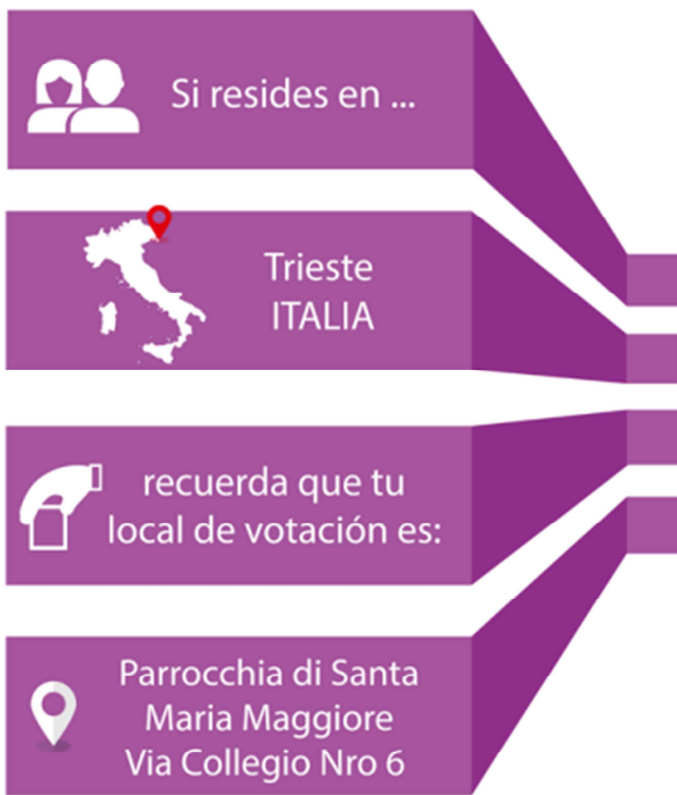 Si resides en ...
Trieste
ITALIA
recuerda que tu
local de votación es:
Parrocchia di Santa
Maria Maggiore
Via Collegio Nro 6